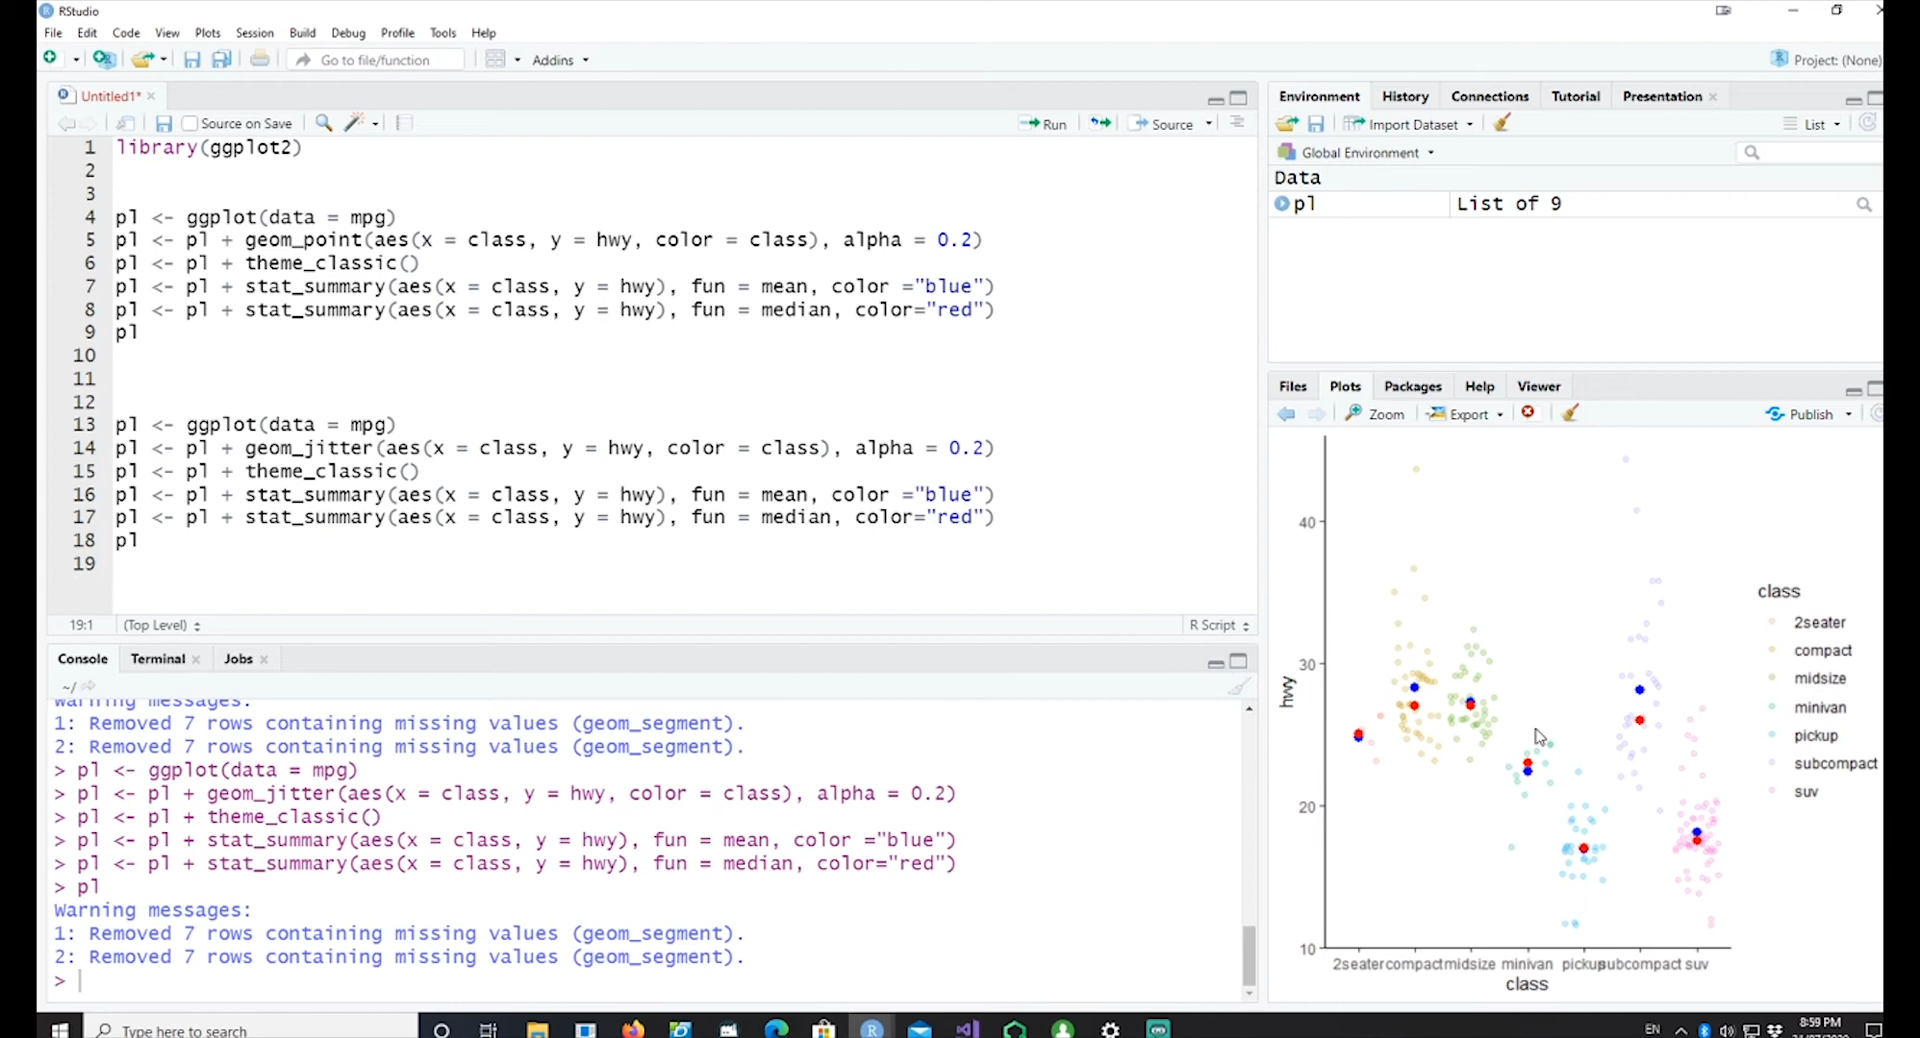 RStudio
File Edit Code View Plots Session Build Debug Profile Tools Help
Go to file/function Addins Project: (None)
Untitled1*
Source on Save Run Source
1 library(ggplot2)
2
3
4 pl <- ggplot(data = mpg)
5 pl <- pl + geom_point(aes(x = class, y = hwy, color = class), alpha = 0.2)
6 pl <- pl + theme_classic()
7 pl <- pl + stat_summary(aes(x = class, y = hwy), fun = mean, color ="blue")
8 pl <- pl + stat_summary(aes(x = class, y = hwy), fun = median, color="red")
9 pl
10
11
12
13 pl <- ggplot(data = mpg)
14 pl <- pl + geom_jitter(aes(x = class, y = hwy, color = class), alpha = 0.2)
15 pl <- pl + theme_classic()
16 pl <- pl + stat_summary(aes(x = class, y = hwy), fun = mean, color ="blue")
17 pl <- pl + stat_summary(aes(x = class, y = hwy), fun = median, color="red")
18 pl
19
19:1 (Top Level) R Script
Console Terminal Jobs
~/
Warning messages:
1: Removed 7 rows containing missing values (geom_segment).
2: Removed 7 rows containing missing values (geom_segment).
> pl <- ggplot(data = mpg)
> pl <- pl + geom_jitter(aes(x = class, y = hwy, color = class), alpha = 0.2)
> pl <- pl + theme_classic()
> pl <- pl + stat_summary(aes(x = class, y = hwy), fun = mean, color ="blue")
> pl <- pl + stat_summary(aes(x = class, y = hwy), fun = median, color="red")
> pl
Warning messages:
1: Removed 7 rows containing missing values (geom_segment).
2: Removed 7 rows containing missing values (geom_segment).
>
Environment History Connections Tutorial Presentation
Import Dataset List
Global Environment
Data
pl List of 9
Files Plots Packages Help Viewer
Zoom Export Publish
40
30
20
10
hwy
2seater compact midsize minivan pickup subcompact suv
class
class
2seater
compact
midsize
minivan
pickup
subcompact
suv
Type here to search
EN 8:59 PM